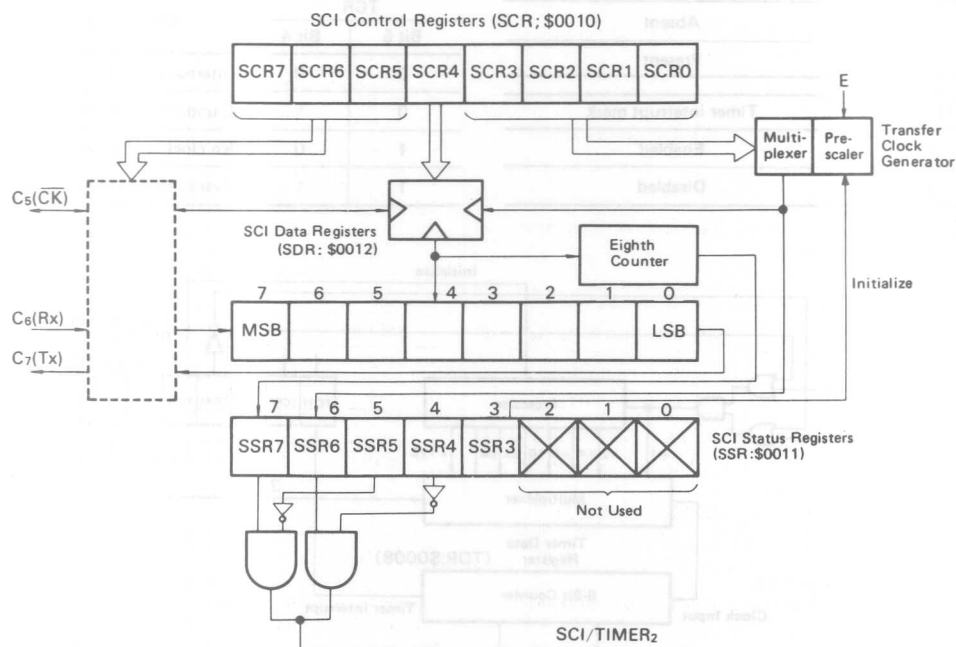 SCI Control Registers (SCR; $0010)
SCR7 SCR6 SCR5 SCR4 SCR3 SCR2 SCR1 SCR0
E
Multi-
plexer
Pre-
scaler
Transfer
Clock
Generator
C5(CK)
SCI Data Registers
(SDR: $0012)
Eighth
Counter
Initialize
7 6 5 4 3 2 1 0
C6(Rx)
MSB
LSB
C7(Tx)
7 6 5 4 3 2 1 0
SSR7 SSR6 SSR5 SSR4 SSR3
SCI Status Registers
(SSR:$0011)
Not Used
SCI/TIMER2